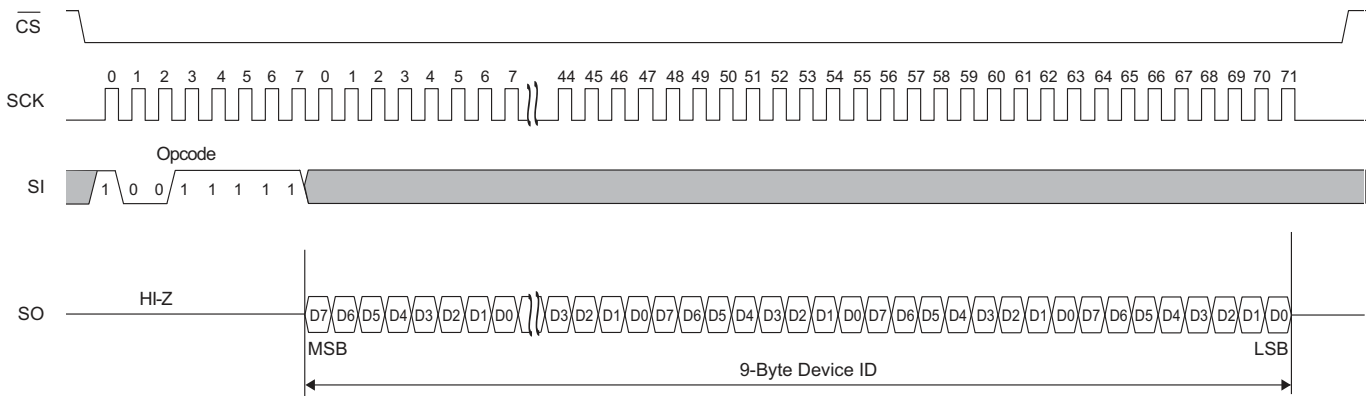 CS
0 1 2 3 4 5 6 7 0 1 2 3 4 5 6 7 44 45 46 47 48 49 50 51 52 53 54 55 56 57 58 59 60 61 62 63 64 65 66 67 68 69 70 71
SCK
Opcode
SI 1 0 0 1 1 1 1 1
HI-Z
SO D7 D6 D5 D4 D3 D2 D1 D0 D3 D2 D1 D0 D7 D6 D5 D4 D3 D2 D1 D0 D7 D6 D5 D4 D3 D2 D1 D0 D7 D6 D5 D4 D3 D2 D1 D0
MSB LSB
9-Byte Device ID